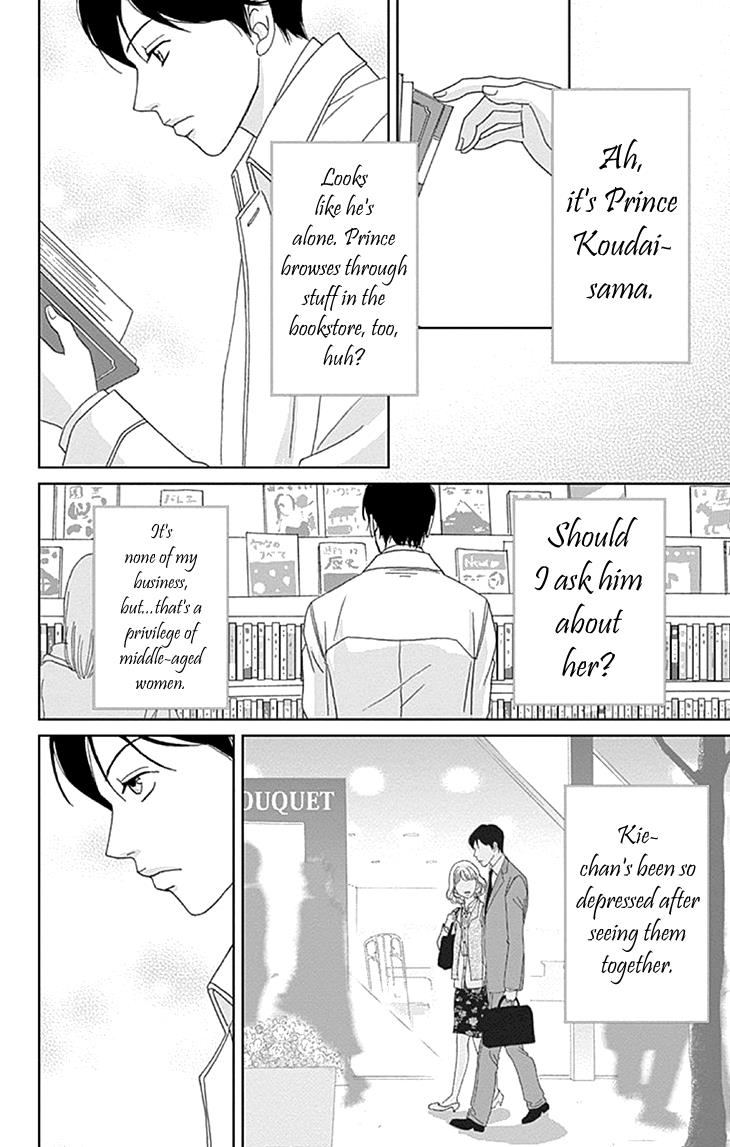 Ah,
it's Prince
Koudai-
sama.
Looks
like he's
alone. Prince
browses through
stuff in the
bookstore, too,
huh?
Should
I ask him
about
her?
It's
none of my
business,
but...that's a
privilege of
middle-aged
women.
Kie-
chan's been so
depressed after
seeing them
together.
OUQUET